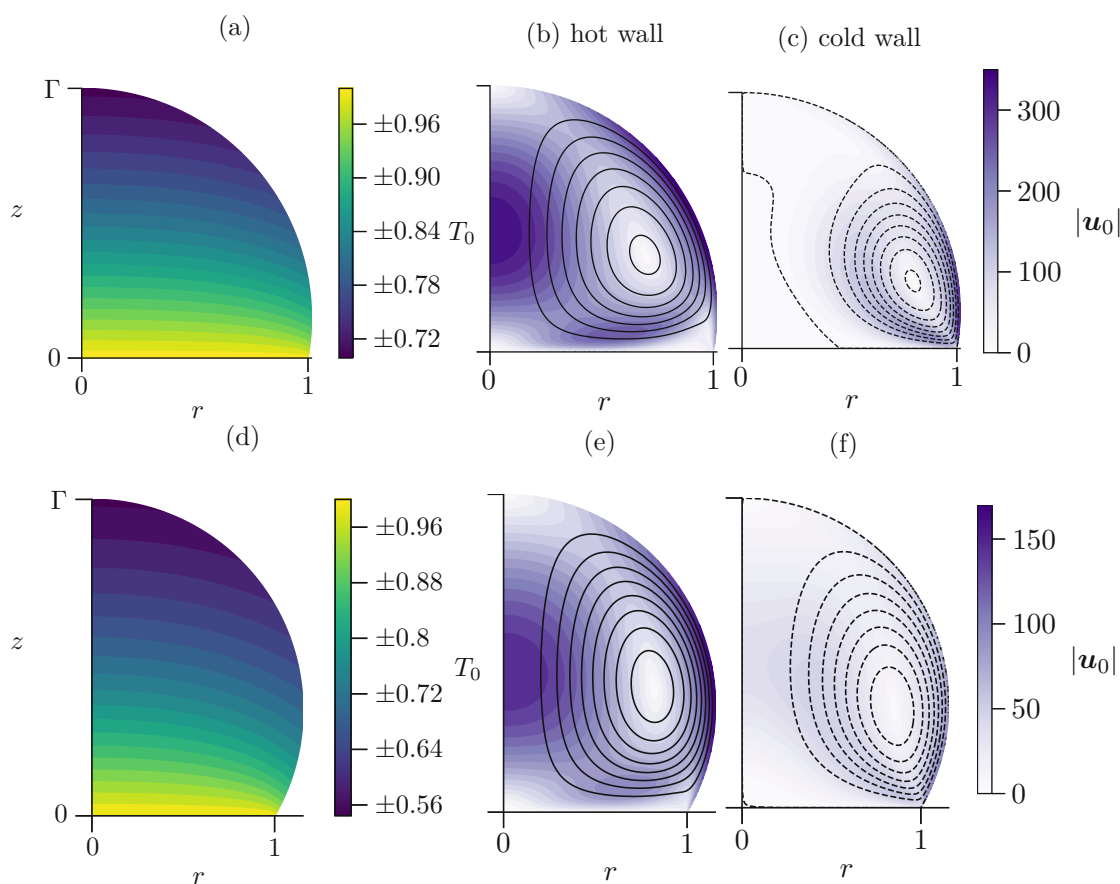 (a)
(b) hot wall
(c) cold wall
Γ
z
0
0
1
r
±0.96
±0.90
±0.84
±0.78
±0.72
T₀
0
1
r
0
1
r
300
200
100
0
|𝒖₀|
(d)
(e)
(f)
Γ
z
0
0
1
r
±0.96
±0.88
±0.8
±0.72
±0.64
±0.56
T₀
0
1
r
0
1
r
150
100
50
0
|𝒖₀|